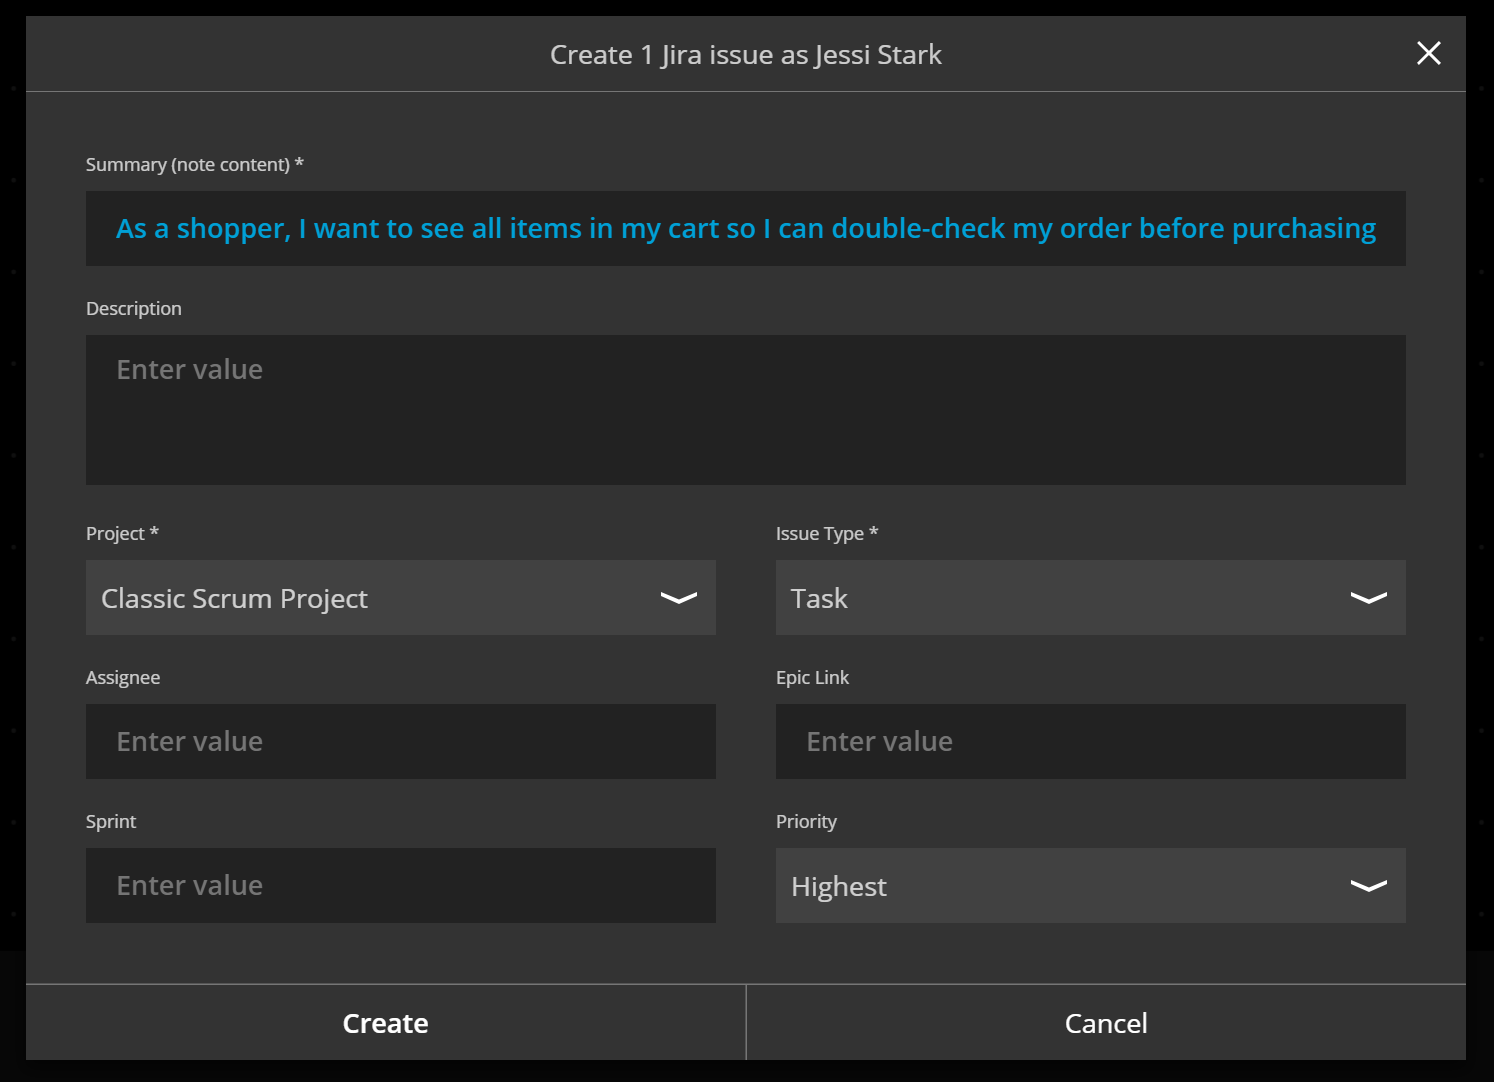 Create 1 Jira issue as Jessi Stark
Summary (note content) *
As a shopper, I want to see all items in my cart so I can double-check my order before purchasing
Description
Enter value
Project *
Issue Type *
Classic Scrum Project
Task
Assignee
Epic Link
Enter value
Enter value
Sprint
Priority
Enter value
Highest
Create
Cancel